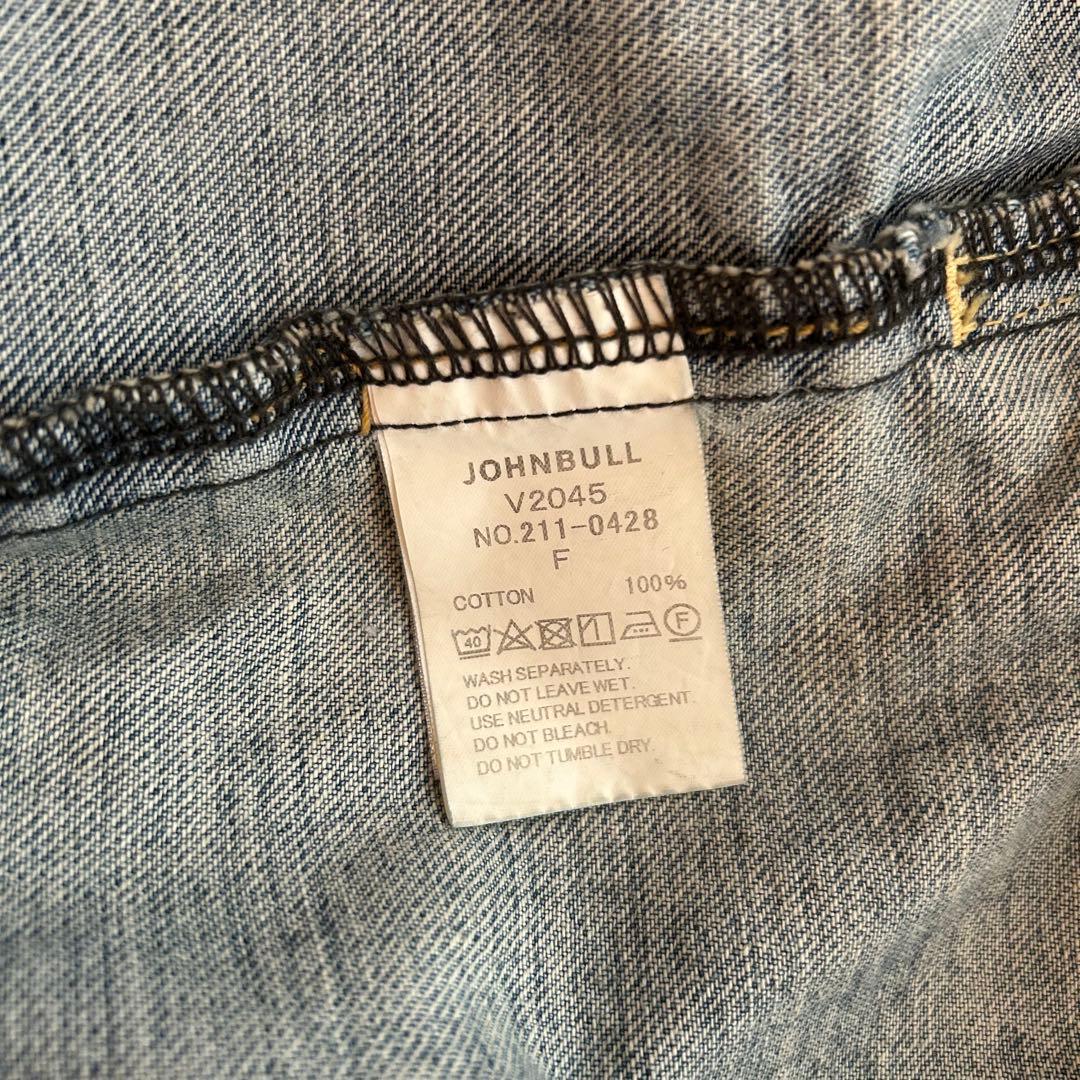 JOHNBULL
V2045
NO.211-0428
F
COTTON 100%
40 F
WASH SEPARATELY.
DO NOT LEAVE WET.
USE NEUTRAL DETERGENT.
DO NOT BLEACH.
DO NOT TUMBLE DRY.